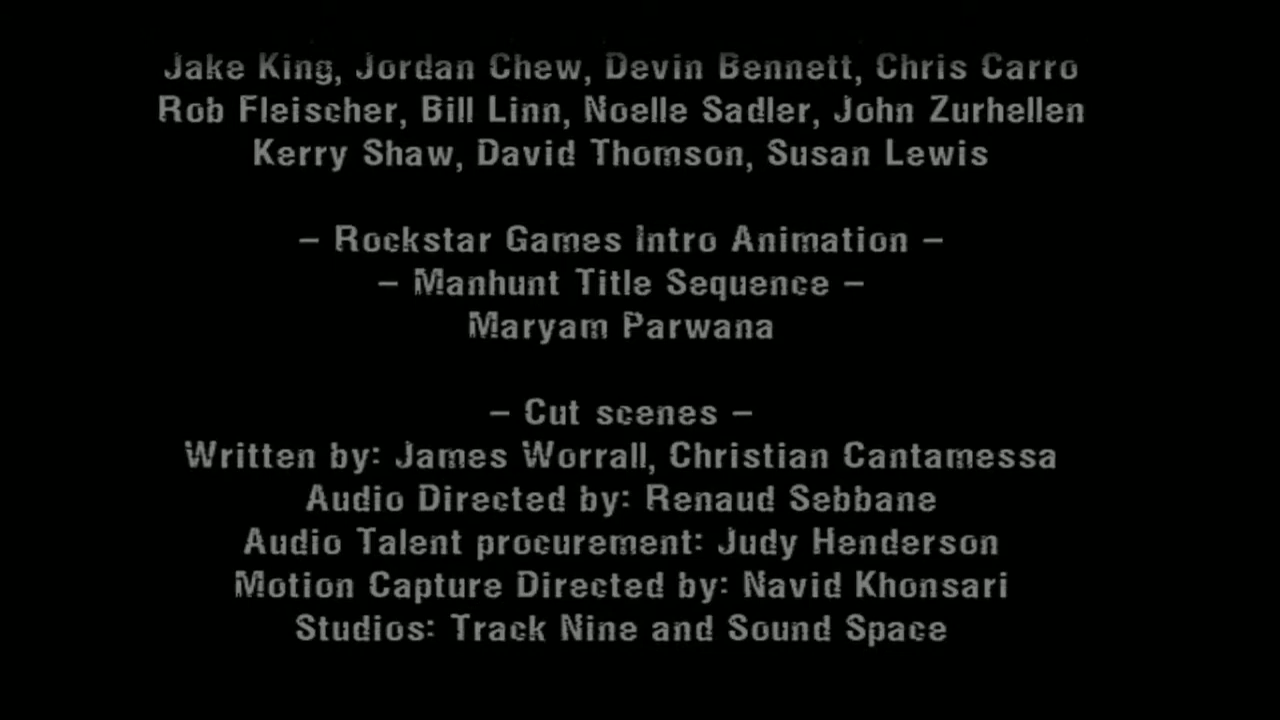 Jake King, Jordan Chew, Devin Bennett, Chris Carro
Rob Fleischer, Bill Linn, Noelle Sadler, John Zurhellen
Kerry Shaw, David Thomson, Susan Lewis
– Rockstar Games Intro Animation –
– Manhunt Title Sequence –
Maryam Parwana
– Cut scenes –
Written by: James Worrall, Christian Cantamessa
Audio Directed by: Renaud Sebbane
Audio Talent procurement: Judy Henderson
Motion Capture Directed by: Navid Khonsari
Studios: Track Nine and Sound Space